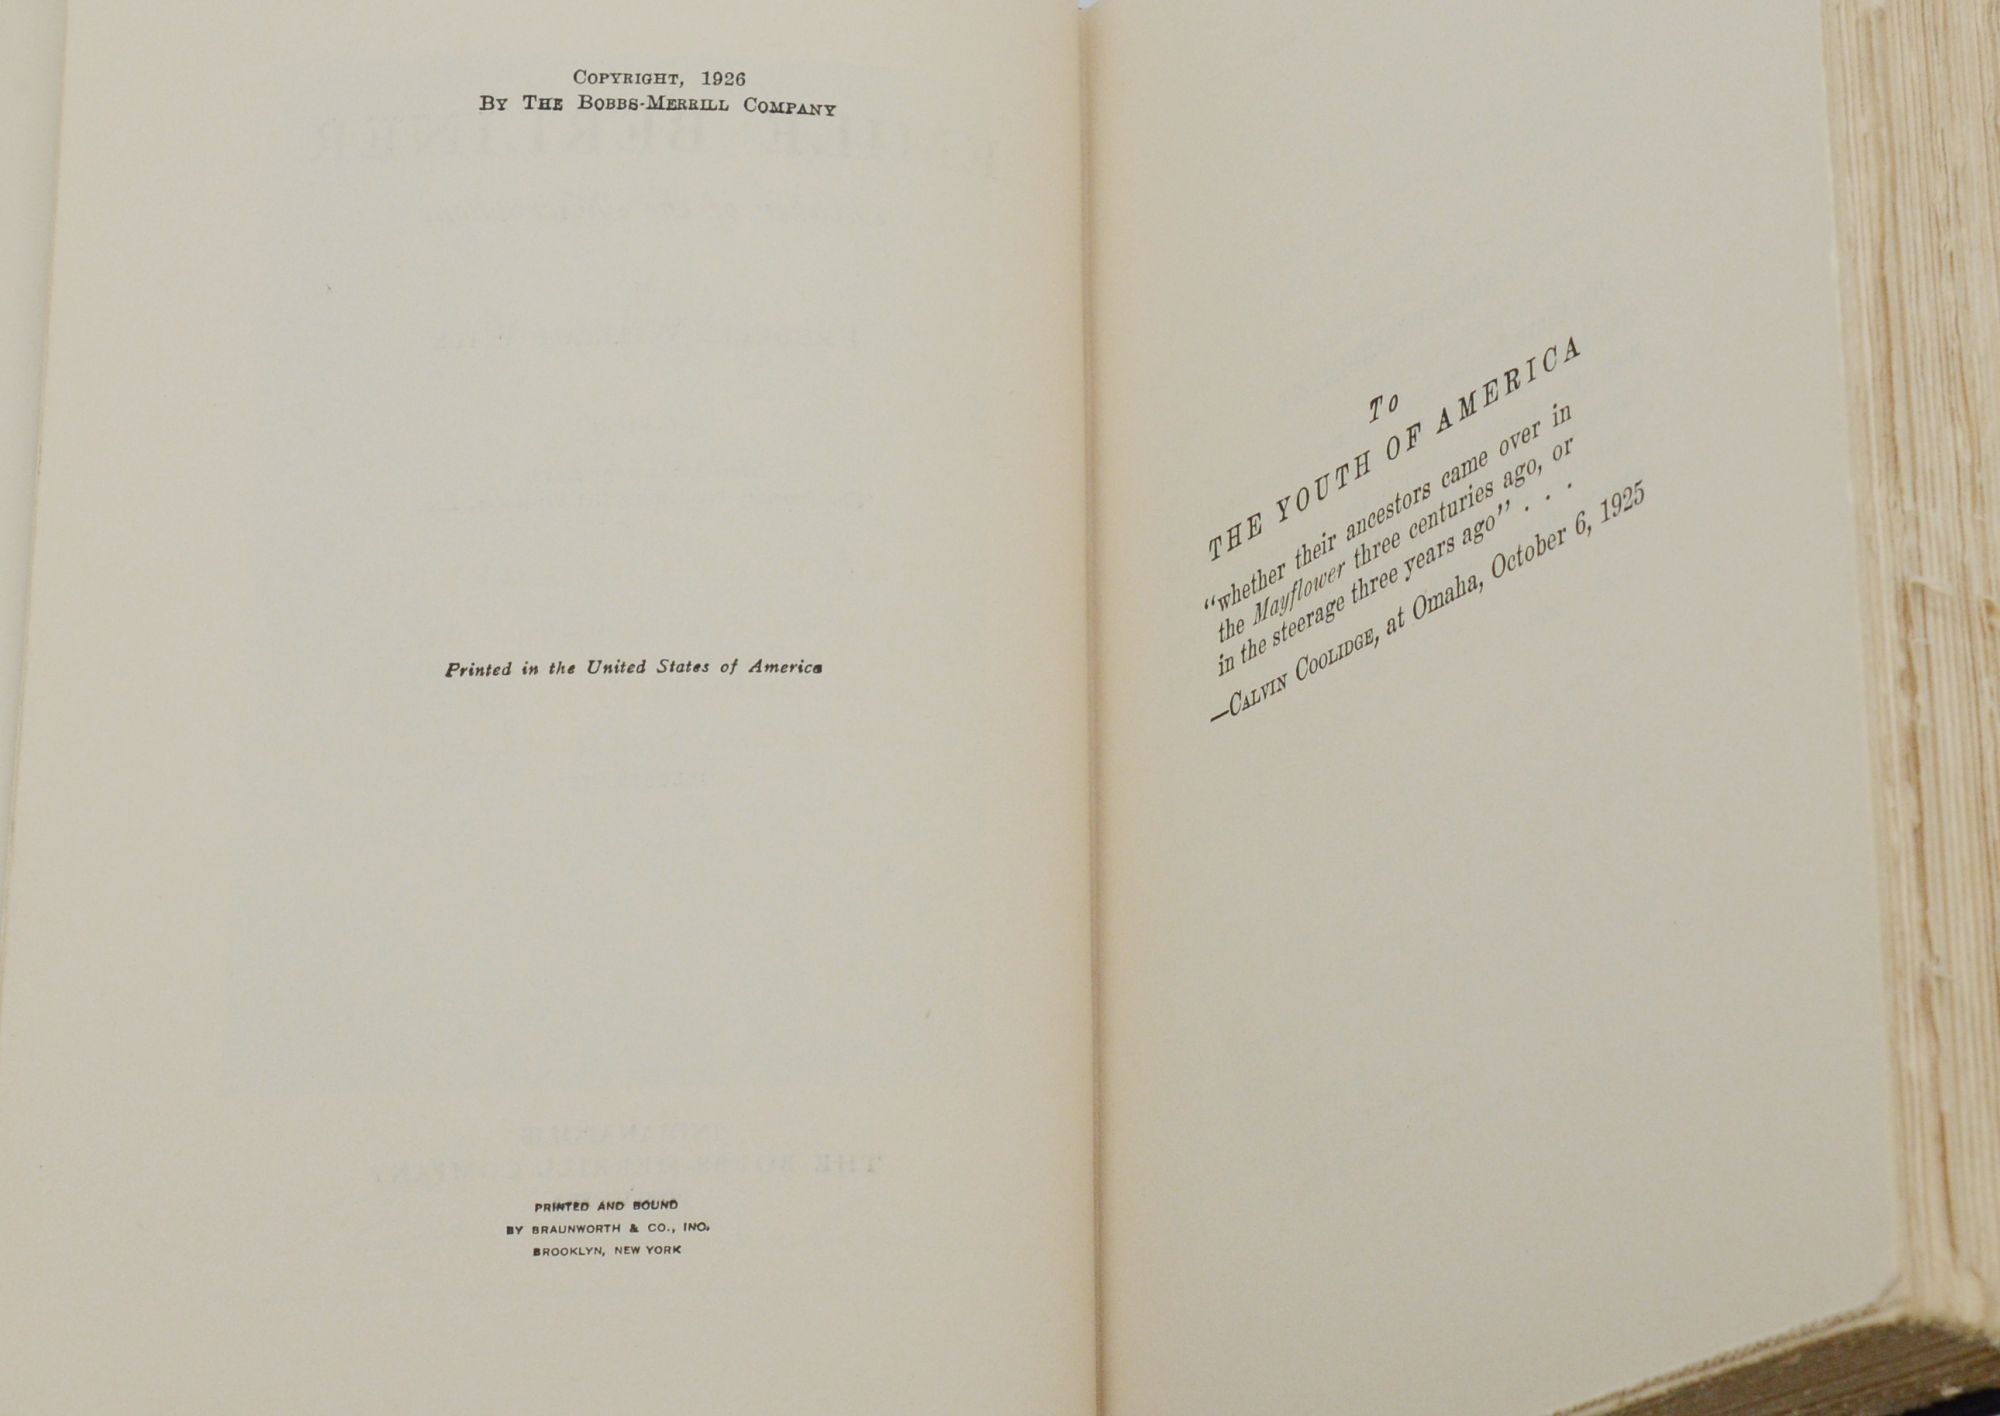 COPYRIGHT, 1926
BY THE BOBBS-MERRILL COMPANY
Printed in the United States of America
PRINTED AND BOUND
BY BRAUNWORTH & CO., INC.
BROOKLYN, NEW YORK
To
THE YOUTH OF AMERICA
“whether their ancestors came over in
the Mayflower three centuries ago, or
in the steerage three years ago” . . .
—CALVIN COOLIDGE, at Omaha, October 6, 1925